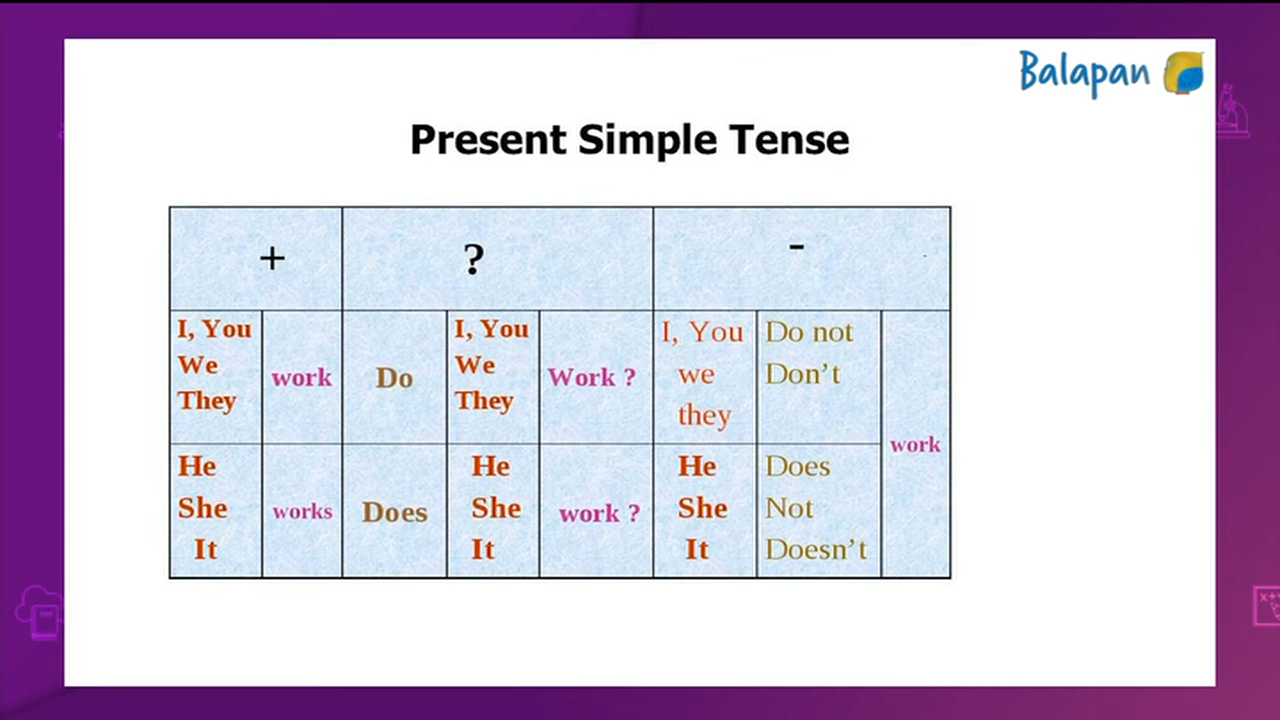 Balapan
Present Simple Tense
+
?
-
I, You
We
They
work
Do
I, You
We
They
Work ?
I, You
we
they
Do not
Don't
work
He
She
It
works
Does
He
She
It
work ?
He
She
It
Does
Not
Doesn't